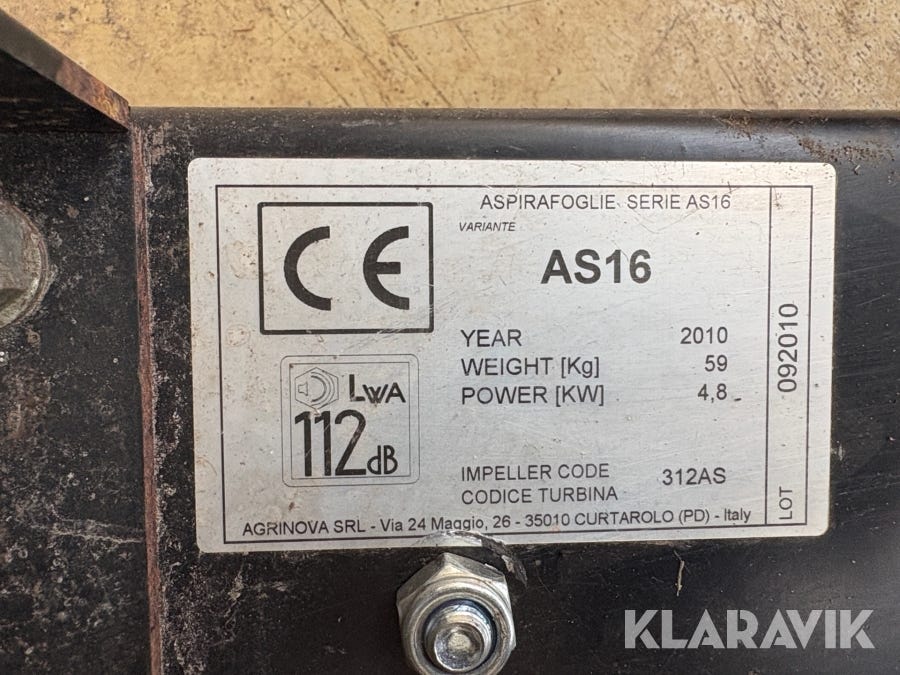 ASPIRAFOGLIE SERIE AS16
VARIANTE
AS16
CE
YEAR 2010
WEIGHT [Kg] 59
POWER [KW] 4,8
LWA
112dB
IMPELLER CODE
CODICE TURBINA 312AS
AGRINOVA SRL - Via 24 Maggio, 26 - 35010 CURTAROLO (PD) - Italy
LOT 092010
KLARAVIK